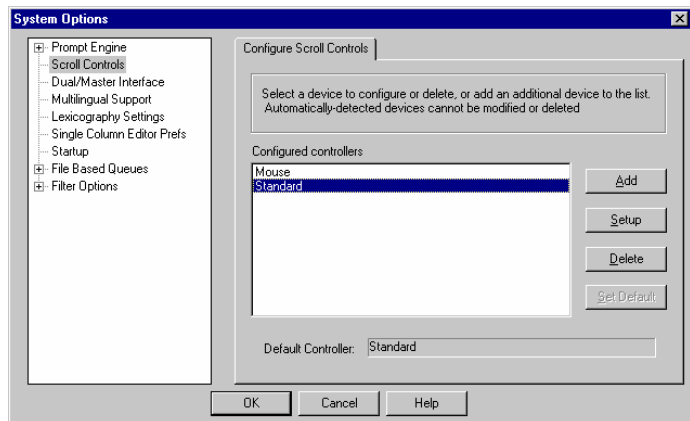 System Options
Prompt Engine
Scroll Controls
Dual/Master Interface
Multilingual Support
Lexicography Settings
Single Column Editor Prefs
Startup
File Based Queues
Filter Options
Configure Scroll Controls
Select a device to configure or delete, or add an additional device to the list.
Automatically-detected devices cannot be modified or deleted
Configured controllers
Mouse
Standard
Add
Setup
Delete
Set Default
Default Controller: Standard
OK Cancel Help